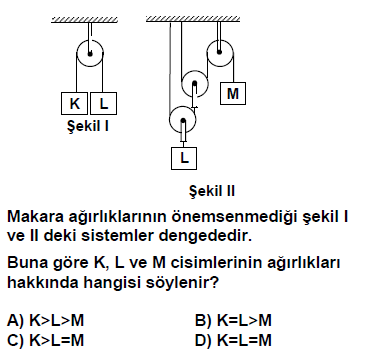 K L
M
Şekil I
L
Şekil II
Makara ağırlıklarının önemsenmediği şekil I
ve II deki sistemler dengededir.
Buna göre K, L ve M cisimlerinin ağırlıkları
hakkında hangisi söylenir?
A) K>L>M B) K=L>M
C) K>L=M D) K=L=M